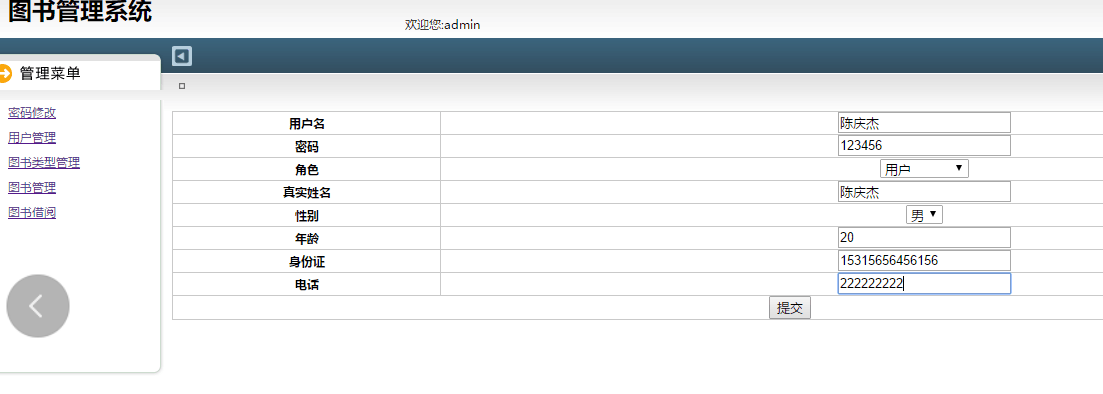 图书管理系统
欢迎您:admin
管理菜单
密码修改
用户管理
图书类型管理
图书管理
图书借阅
用户名 陈庆杰
密码 123456
角色 用户
真实姓名 陈庆杰
性别 男
年龄 20
身份证 15315656456156
电话 222222222
提交